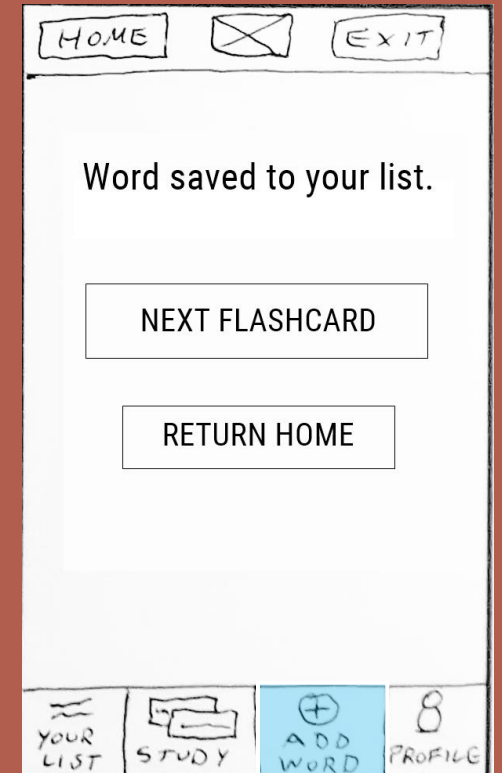 HOME
EXIT
Word saved to your list.
NEXT FLASHCARD
RETURN HOME
YOUR
LIST
STUDY
ADD
WORD
PROFILE